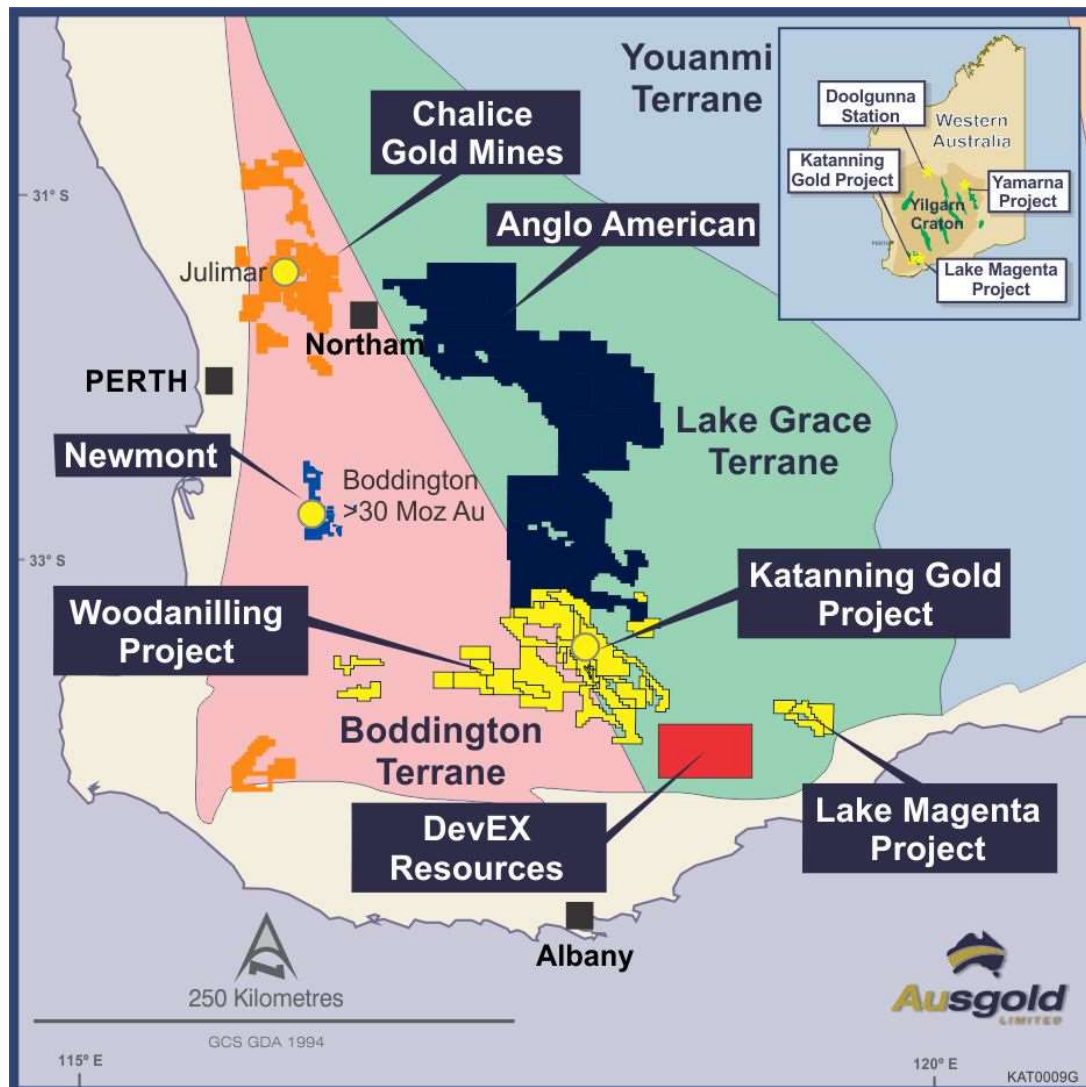 Youanmi
Terrane
Doolgunna
Station
Western
Australia
Katanning
Gold Project
Yamarna
Project
Yilgarn
Craton
PERTH
Lake Magenta
Project
Chalice
Gold Mines
31° S
Anglo American
Julimar
Northam
PERTH
Lake Grace
Terrane
Newmont
Boddington
>30 Moz Au
33° S
Katanning Gold
Project
Woodanilling
Project
Boddington
Terrane
DevEX
Resources
Lake Magenta
Project
Albany
N
250 Kilometres
GCS GDA 1994
Ausgold
LIMITED
115° E
120° E
KAT0009G